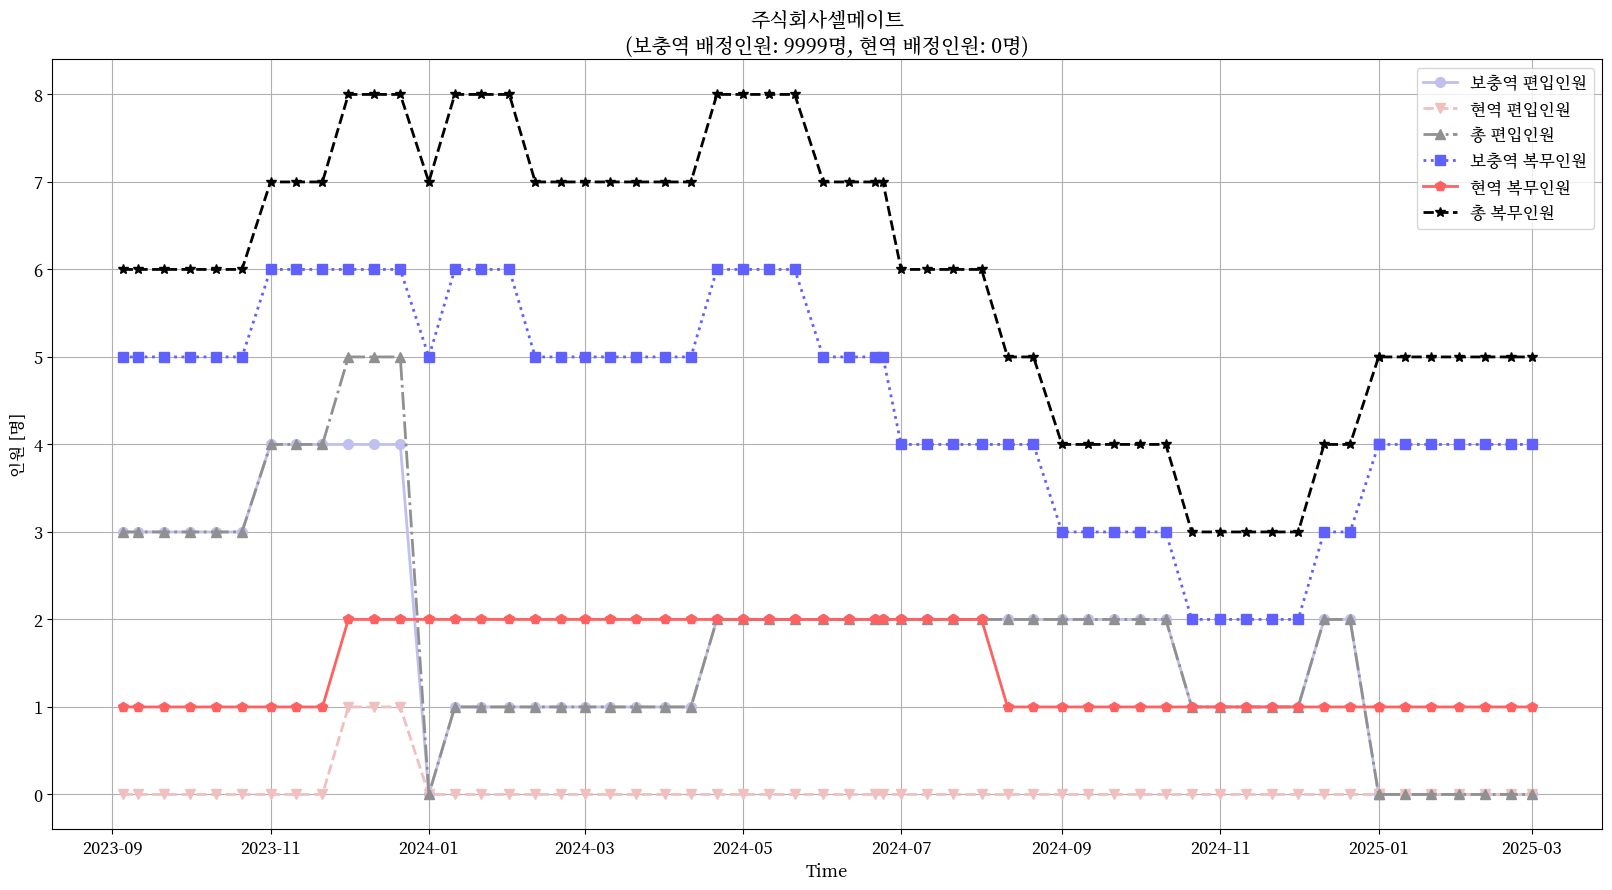 주식회사셀메이트
(보충역 배정인원: 9999명, 현역 배정인원: 0명)
보충역 편입인원
현역 편입인원
총 편입인원
보충역 복무인원
현역 복무인원
총 복무인원
인원 [명]
8
7
6
5
4
3
2
1
0
2023-09
2023-11
2024-01
2024-03
2024-05
2024-07
2024-09
2024-11
2025-01
2025-03
Time